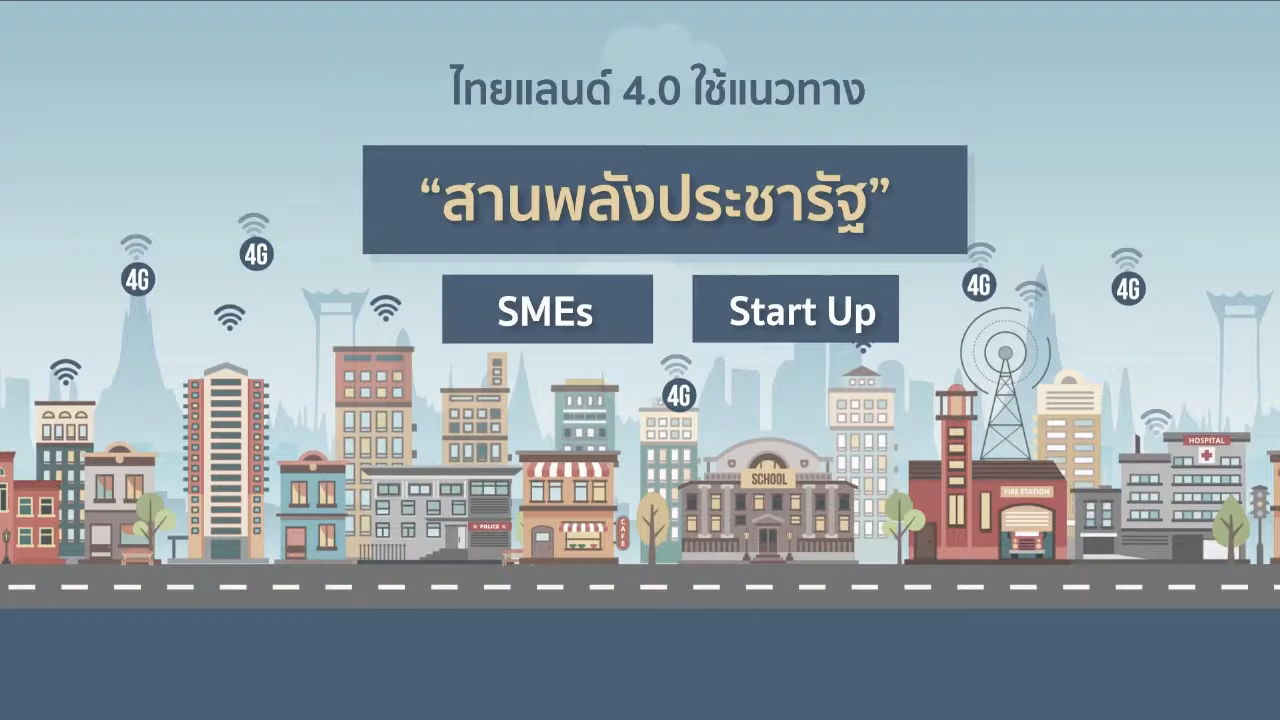 ไทยแลนด์ 4.0 ใช้แนวทาง
“สานพลังประชารัฐ”
SMEs
Start Up
4G
4G
4G
4G
4G
SCHOOL
HOSPITAL
FIRE STATION
POLICE
CAFE